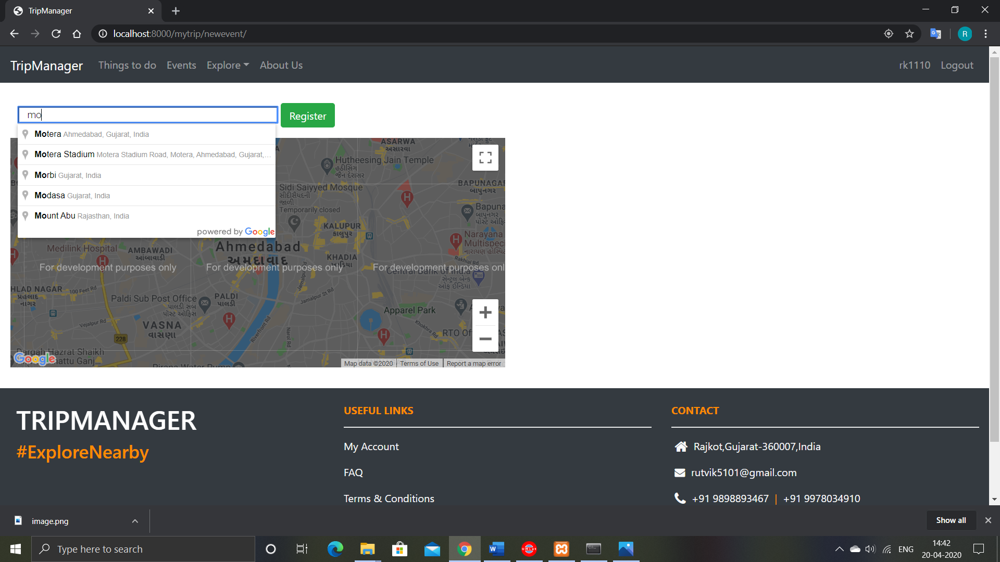 TripManager
localhost:8000/mytrip/newevent/
R
TripManager Things to do Events Explore About Us rk1110 Logout
mo
Register
Motera Ahmedabad, Gujarat, India
Motera Stadium Motera Stadium Road, Motera, Ahmedabad, Gujarat,...
Morbi Gujarat, India
Modasa Gujarat, India
Mount Abu Rajasthan, India
powered by Google
ASARWA
અસારવા
Hutheesing Jain Temple
હઠીસિંગ
જૈન દેરાસર
Sidi Saiyyed Mosque
સીદીસૈયદની
જાળી
Temporarily closed
BAPUNAGAR
બાપુનગર
Bapuna
બાપુનગર
પોસ્ટ ઓફિ
KALUPUR
કાલુપુર
Narayana
Multispeci
નારાયણ હોસ્પિ
Rakhial Rd
Medilink Hospital
AMBAWADI
આંબાવાડી
Ahmedabad
અમદાવાદ
KHADIA
ખાડિયા
For development purposes only
For development purposes only
For development purposes onl
Central Bank of India
સેન્ટ્રલ બેન્ક
ઓફ ઈન્ડિયા
HLAD NAGAR
પ્રહલાદ
નાગર
100 Feet Rd
Jamalpur Rd
Jamalpur St Rd
Paldi Sub Post Office
પાલડી સબ
પોસ્ટ ઓફિસ
PALDI
પાલડી
Apparel Park
Vejalpur Rd
VASNA
વાસણા
228
Riverfront Rd
Narol Rd
Khokhra Rd
RTO Of
Dargah Hazrat Shaikh
hattu Ganj...
Pirana Water Pump
Google
Map data ©2020 Terms of Use Report a map error
TRIPMANAGER
#ExploreNearby
USEFUL LINKS
My Account
FAQ
Terms & Conditions
CONTACT
Rajkot,Gujarat-360007,India
rutvik5101@gmail.com
+91 9898893467 | +91 9978034910
image.png
Show all
Type here to search
ENG
14:42
20-04-2020